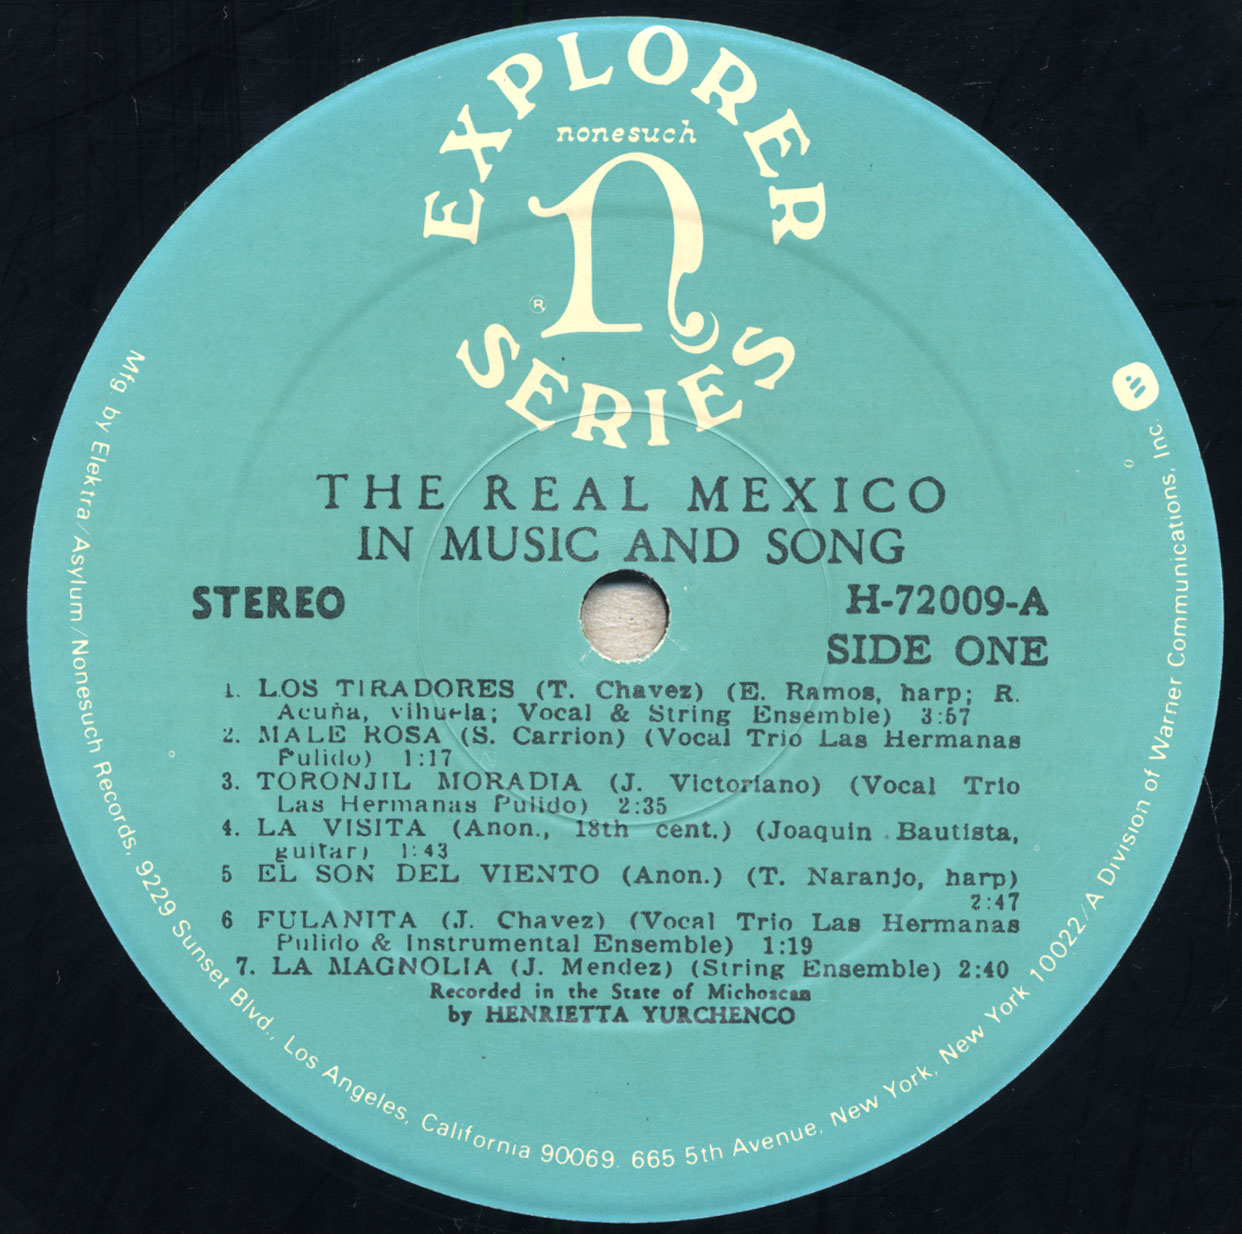 EXPLORER
nonesuch
n
®
SERIES
THE REAL MEXICO
IN MUSIC AND SONG
STEREO
H-72009-A
SIDE ONE
1. LOS TIRADORES (T. Chavez) (E. Ramos, harp; R.
Acuña, vihuela; Vocal & String Ensemble) 3:57
2. MALE ROSA (S. Carrion) (Vocal Trio Las Hermanas
Pulido) 1:17
3. TORONJIL MORADIA (J. Victoriano) (Vocal Trio
Las Hermanas Pulido) 2:35
4. LA VISITA (Anon., 18th cent.) (Joaquin Bautista,
guitar) 1:43
5 EL SON DEL VIENTO (Anon.) (T. Naranjo, harp)
2:47
6 FULANITA (J. Chavez) (Vocal Trio Las Hermanas
Pulido & Instrumental Ensemble) 1:19
7. LA MAGNOLIA (J. Mendez) (String Ensemble) 2:40
Recorded in the State of Michoacan
by HENRIETTA YURCHENCO
Mfg. by Elektra/Asylum/Nonesuch Records, 9229 Sunset Blvd., Los Angeles, California 90069. 665 5th Avenue, New York, New York 10022/A Division of Warner Communications, Inc.